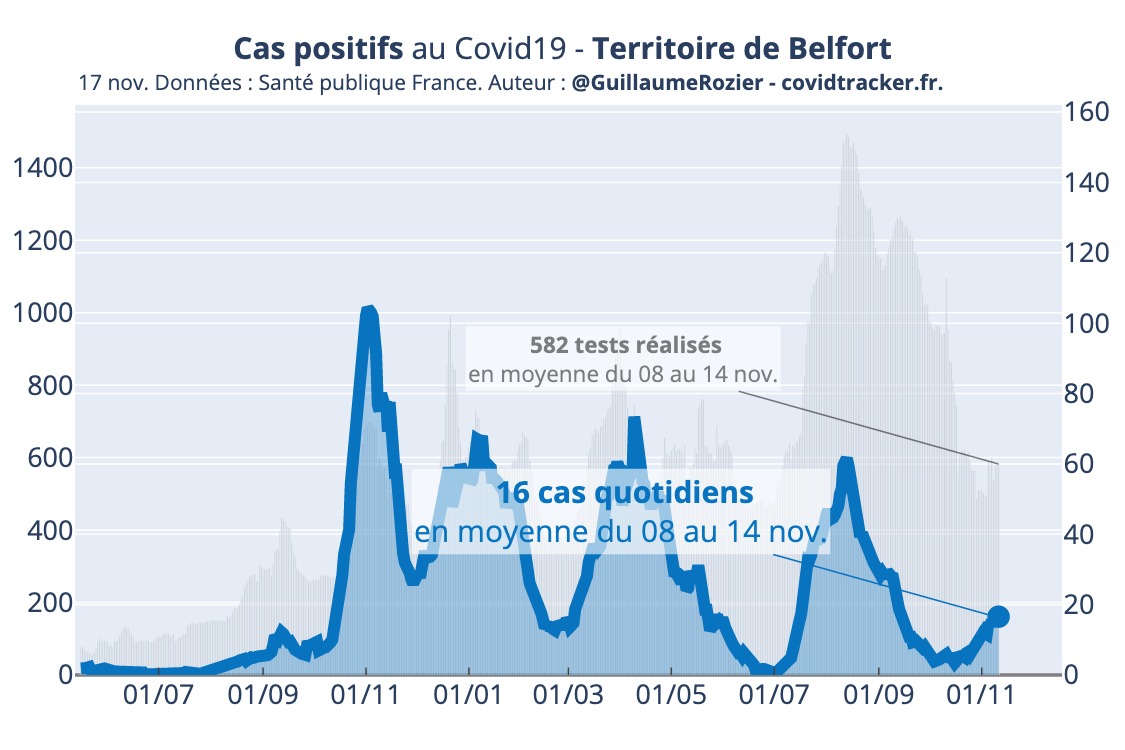 Cas positifs au Covid19 - Territoire de Belfort
17 nov. Données : Santé publique France. Auteur : @GuillaumeRozier - covidtracker.fr.
160
1400
140
1200
120
1000
100
582 tests réalisés
en moyenne du 08 au 14 nov.
800
80
600
60
16 cas quotidiens
en moyenne du 08 au 14 nov.
400
40
200
20
0
0
01/07 01/09 01/11 01/01 01/03 01/05 01/07 01/09 01/11